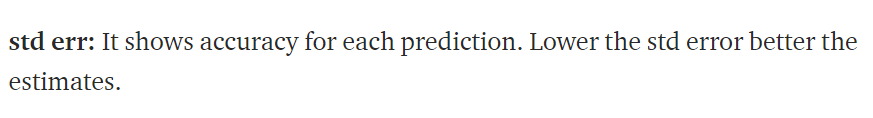 std err: It shows accuracy for each prediction. Lower the std error better the
estimates.